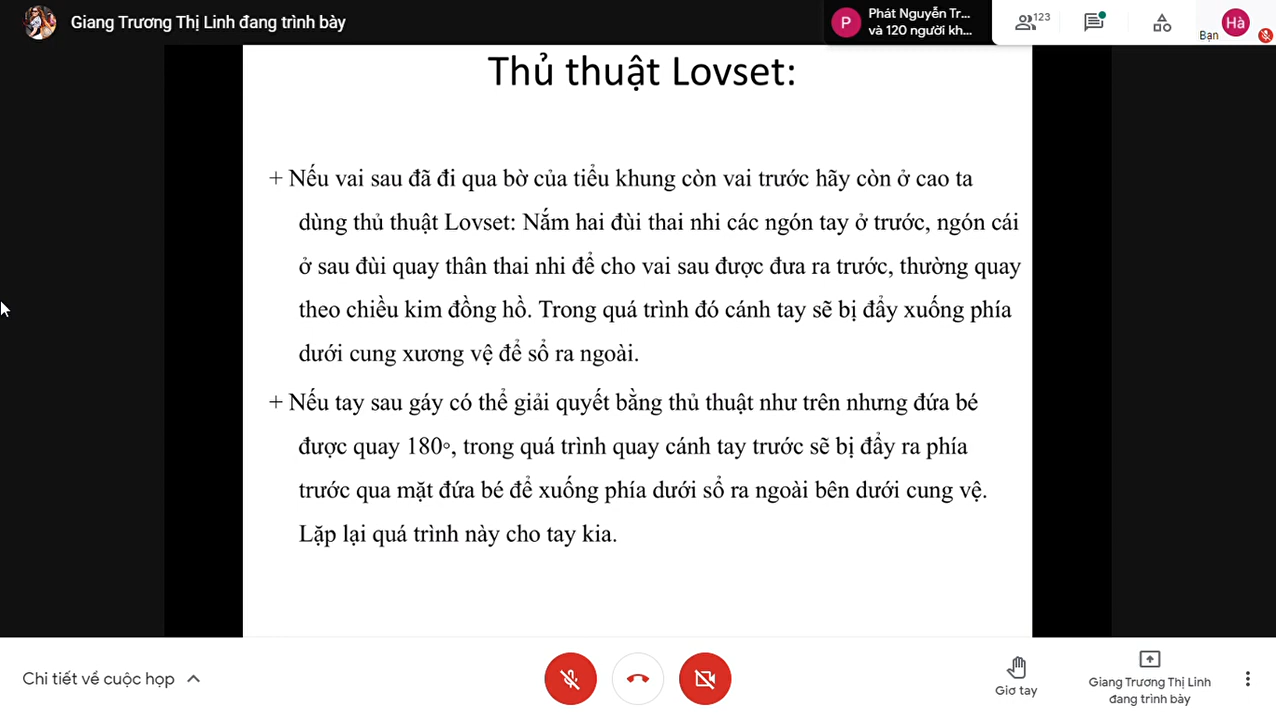 Giang Trương Thị Linh đang trình bày
P
Phát Nguyễn Tr...
và 120 người kh...
123
Bạn
Hà
Thủ thuật Lovset:
+ Nếu vai sau đã đi qua bờ của tiểu khung còn vai trước hãy còn ở cao ta
dùng thủ thuật Lovset: Nắm hai đùi thai nhi các ngón tay ở trước, ngón cái
ở sau đùi quay thân thai nhi để cho vai sau được đưa ra trước, thường quay
theo chiều kim đồng hồ. Trong quá trình đó cánh tay sẽ bị đẩy xuống phía
dưới cung xương vệ để sổ ra ngoài.
+ Nếu tay sau gáy có thể giải quyết bằng thủ thuật như trên nhưng đứa bé
được quay 180°, trong quá trình quay cánh tay trước sẽ bị đẩy ra phía
trước qua mặt đứa bé để xuống phía dưới sổ ra ngoài bên dưới cung vệ.
Lặp lại quá trình này cho tay kia.
Chi tiết về cuộc họp
Giơ tay
Giang Trương Thị Linh
đang trình bày